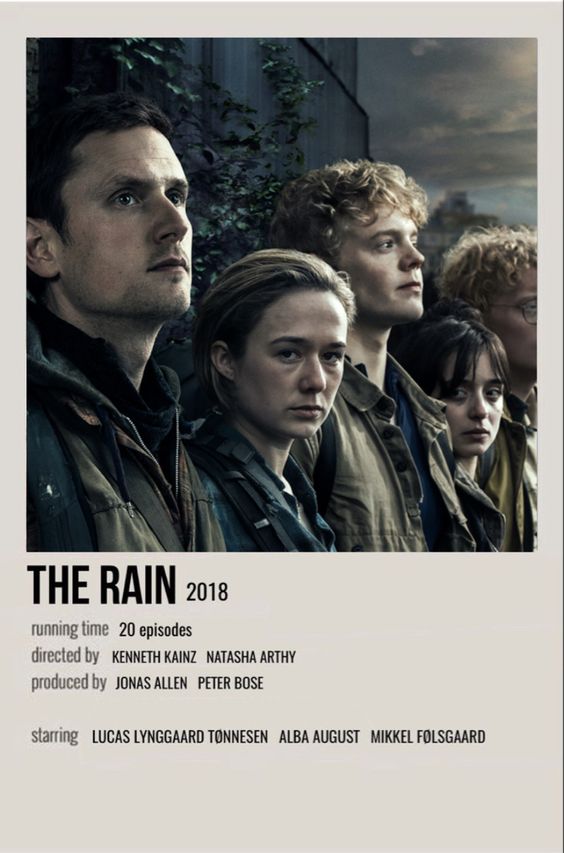 THE RAIN 2018
running time 20 episodes
directed by KENNETH KAINZ NATASHA ARTHY
produced by JONAS ALLEN PETER BOSE
starring LUCAS LYNGGAARD TØNNESEN ALBA AUGUST MIKKEL FØLSGAARD